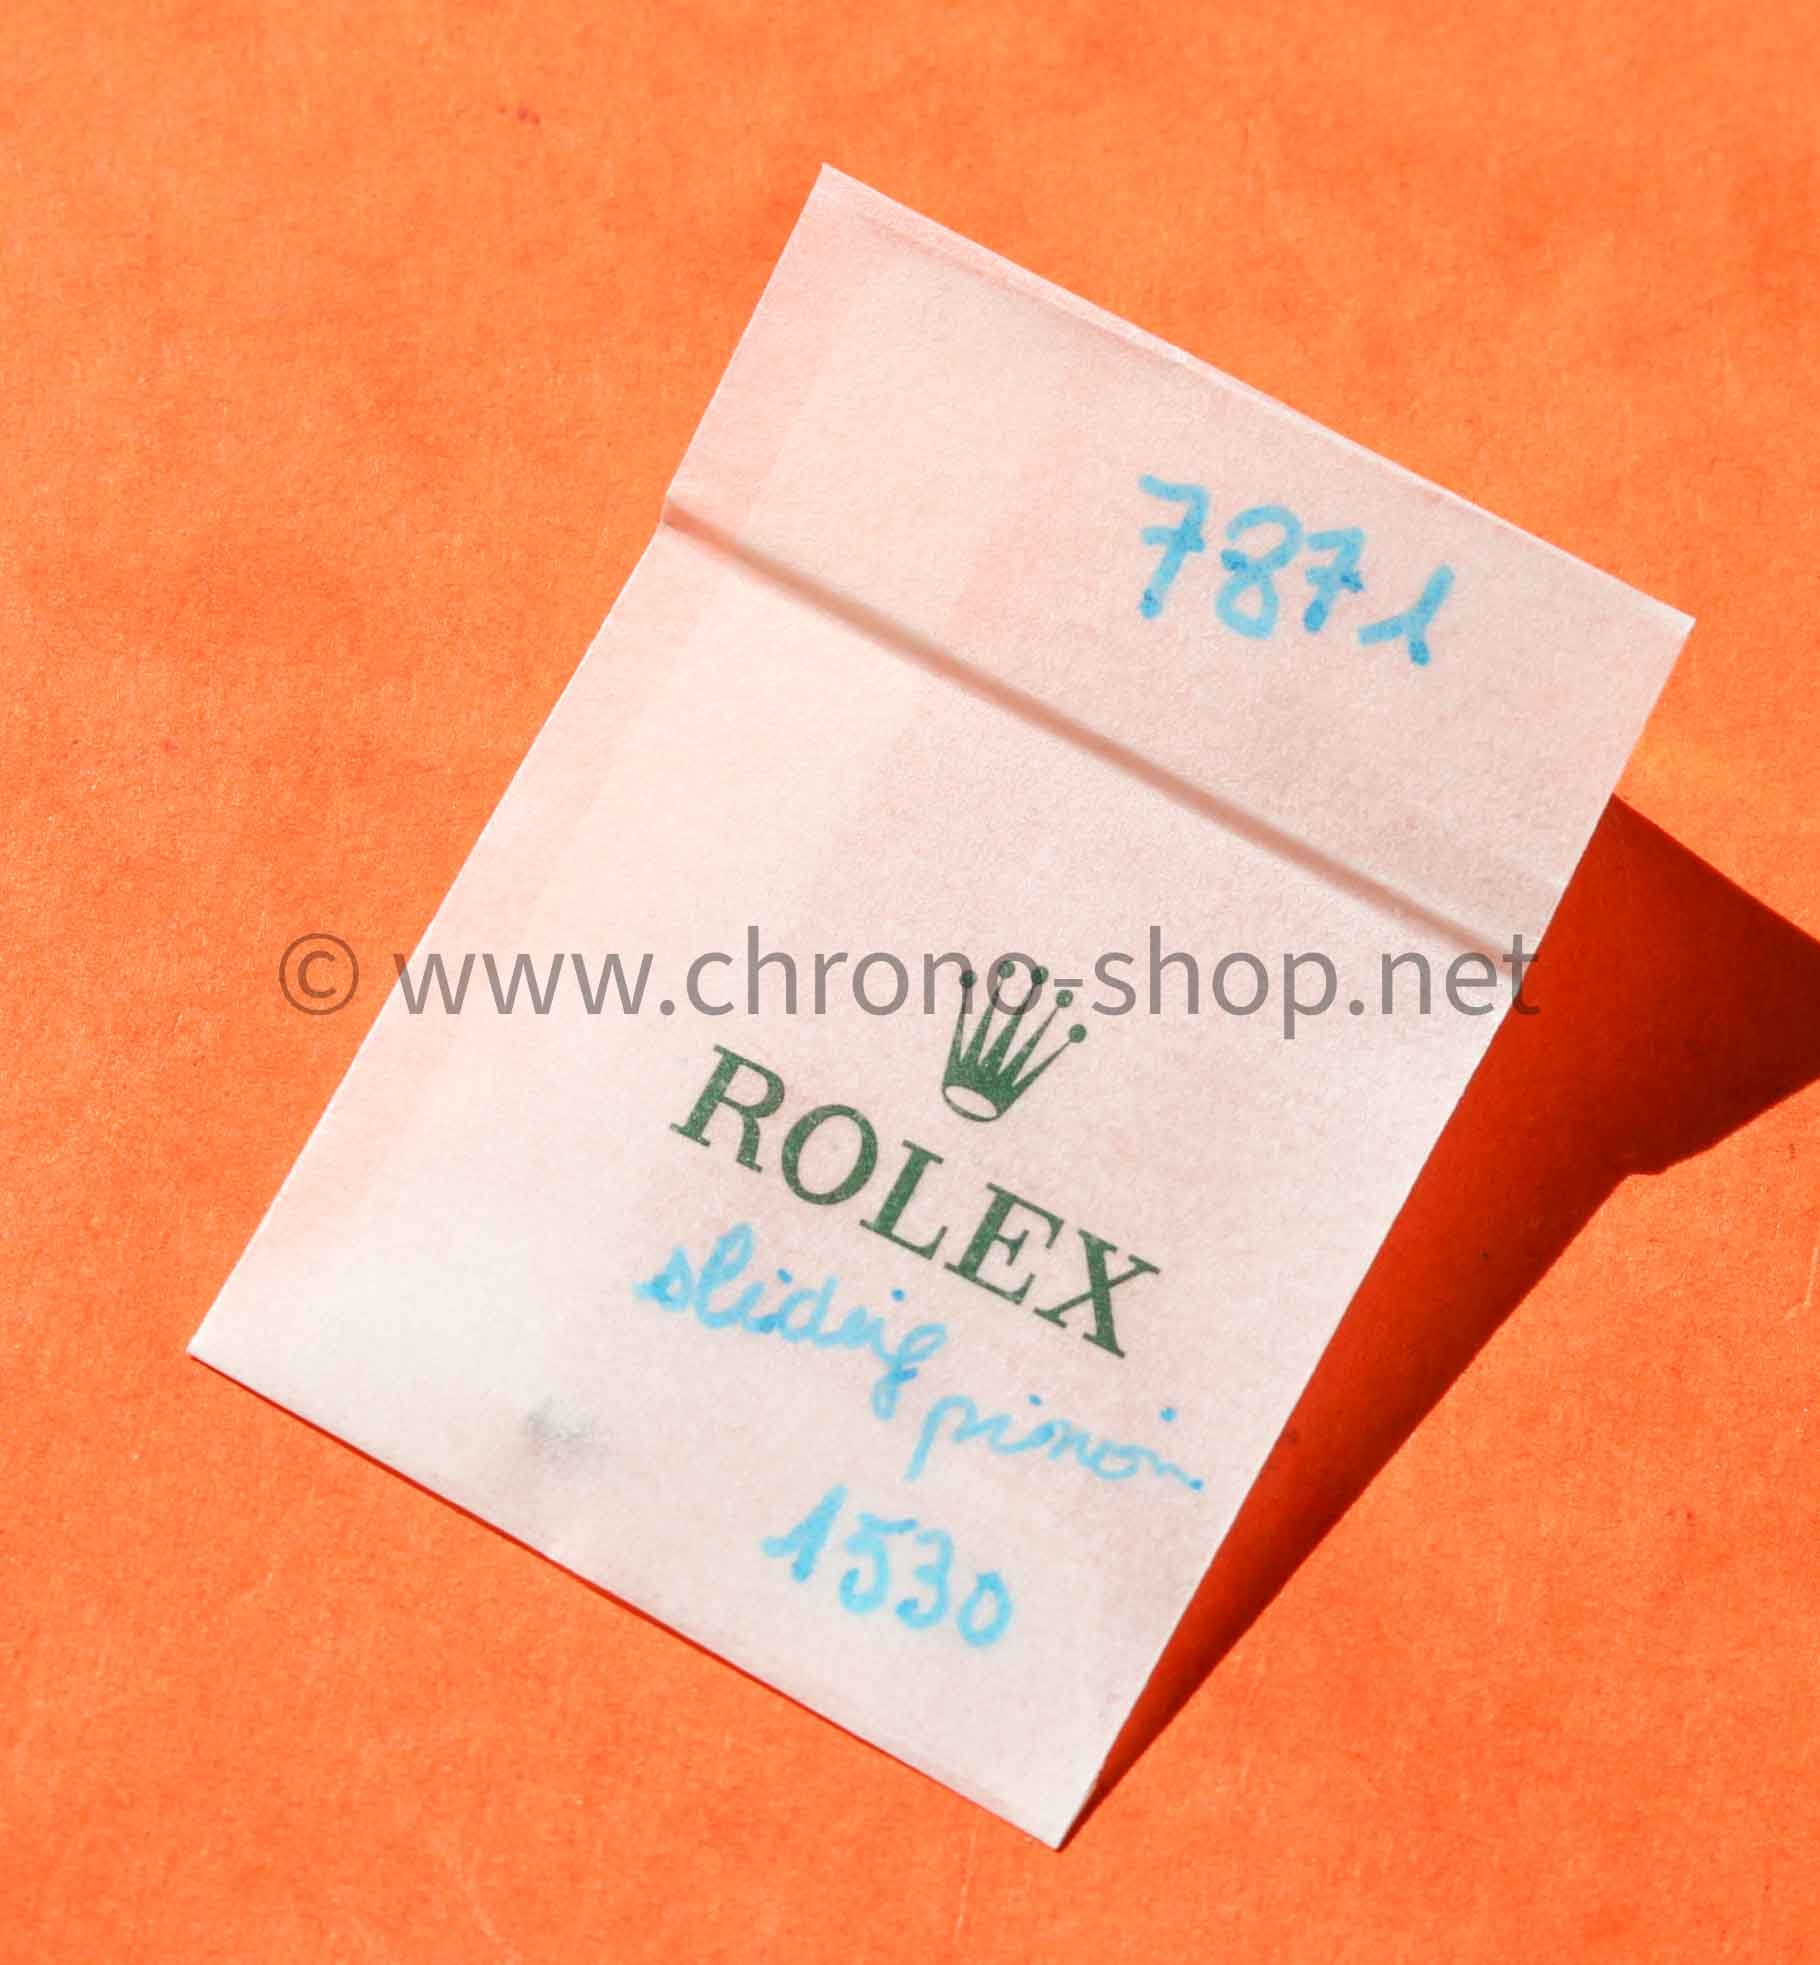 7871
© www.chrono-shop.net
ROLEX
sliding pinion
1530